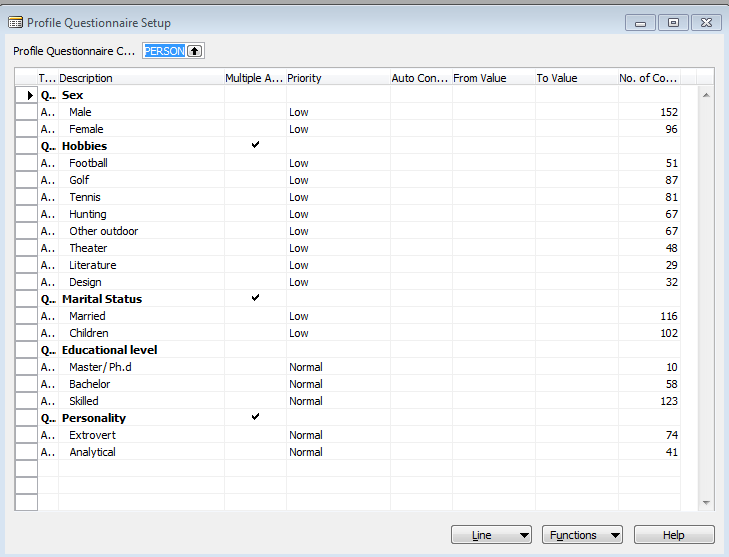 Profile Questionnaire Setup
Profile Questionnaire C... PERSON
T... Description Multiple A... Priority Auto Con... From Value To Value No. of Co...
Q.. Sex
A.. Male Low 152
A.. Female Low 96
Q.. Hobbies
A.. Football Low 51
A.. Golf Low 87
A.. Tennis Low 81
A.. Hunting Low 67
A.. Other outdoor Low 67
A.. Theater Low 48
A.. Literature Low 29
A.. Design Low 32
Q.. Marital Status
A.. Married Low 116
A.. Children Low 102
Q.. Educational level
A.. Master/Ph.d Normal 10
A.. Bachelor Normal 58
A.. Skilled Normal 123
Q.. Personality
A.. Extrovert Normal 74
A.. Analytical Normal 41
Line Functions Help